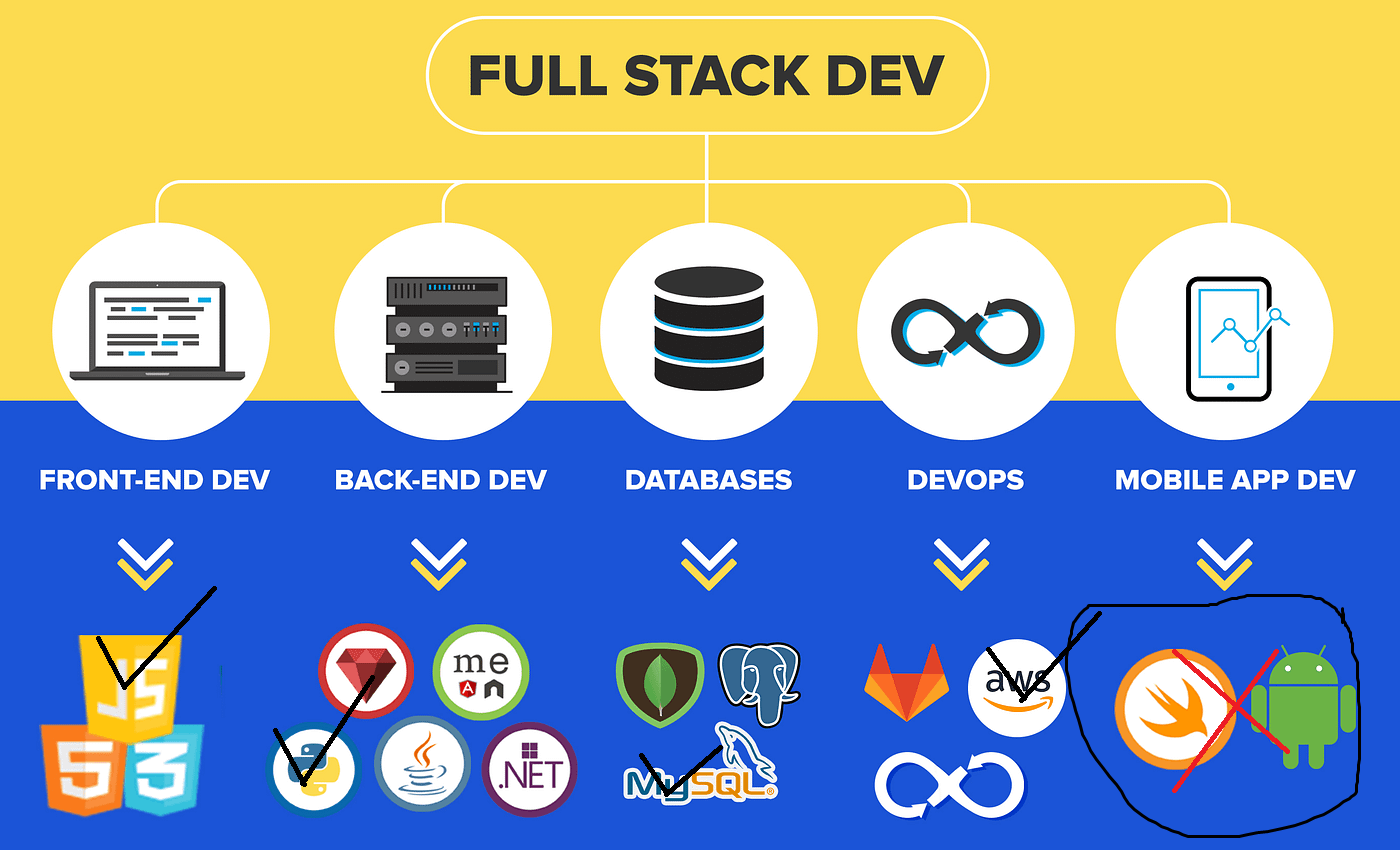 FULL STACK DEV
FRONT-END DEV
BACK-END DEV
DATABASES
DEVOPS
MOBILE APP DEV
JS
5
3
me
A n
.NET
MySQL®
aws